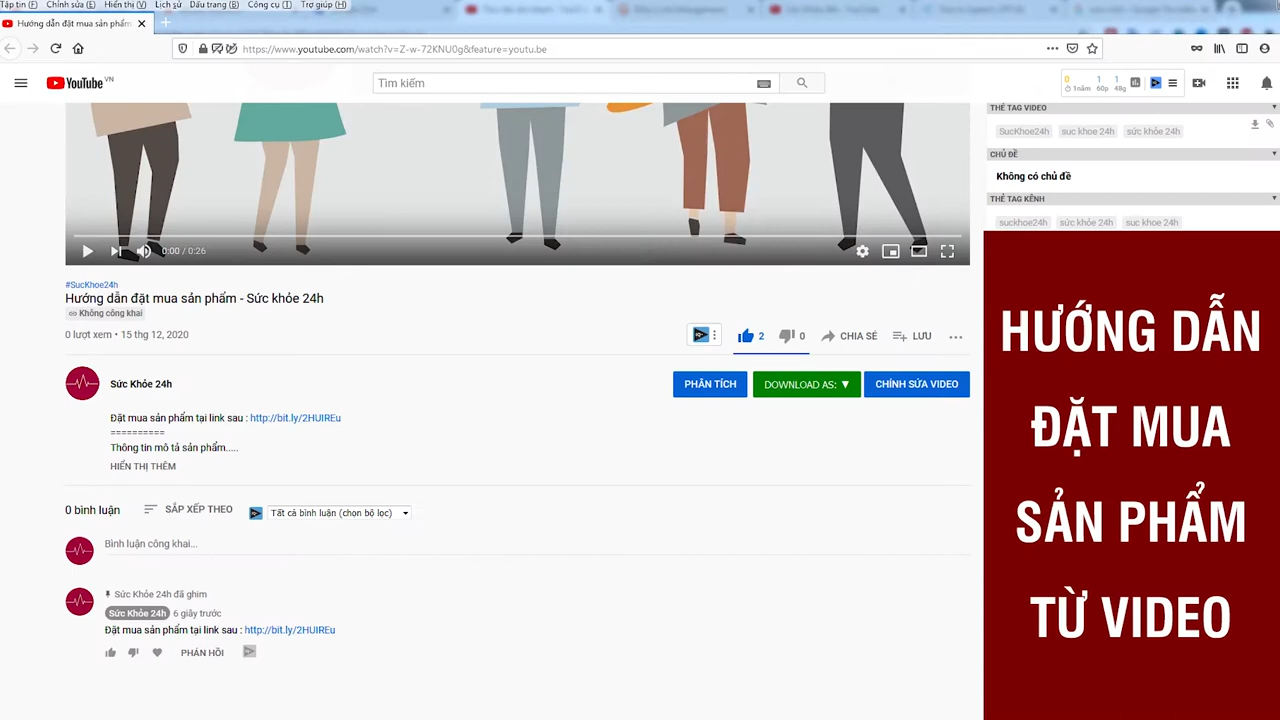 Tập tin (F) Chỉnh sửa (E) Hiển thị (V) Lịch sử Dấu trang (B) Công cụ (T) Trợ giúp (H)
Hướng dẫn đặt mua sản phẩm
https://www.youtube.com/watch?v=Z-w-72KNU0g&feature=youtu.be
YouTube VN
Tìm kiếm
0 1 1
1năm 60p 48g
THẺ TAG VIDEO
SucKhoe24h suc khoe 24h sức khỏe 24h
CHỦ ĐỀ
Không có chủ đề
THẺ TAG KÊNH
suckhoe24h sức khỏe 24h suc khoe 24h
0:00 / 0:26
#SucKhoe24h
Hướng dẫn đặt mua sản phẩm - Sức khỏe 24h
Không công khai
0 lượt xem • 15 thg 12, 2020
2 0 CHIA SẺ LƯU
Sức Khỏe 24h
PHÂN TÍCH DOWNLOAD AS: ▼ CHỈNH SỬA VIDEO
Đặt mua sản phẩm tại link sau : http://bit.ly/2HUIREu
==========
Thông tin mô tả sản phẩm.....
HIỂN THỊ THÊM
0 bình luận SẮP XẾP THEO Tất cả bình luận (chọn bộ lọc)
Bình luận công khai...
Sức Khỏe 24h đã ghim
Sức Khỏe 24h 6 giây trước
Đặt mua sản phẩm tại link sau : http://bit.ly/2HUIREu
PHẢN HỒI
HƯỚNG DẪN
ĐẶT MUA
SẢN PHẨM
TỪ VIDEO